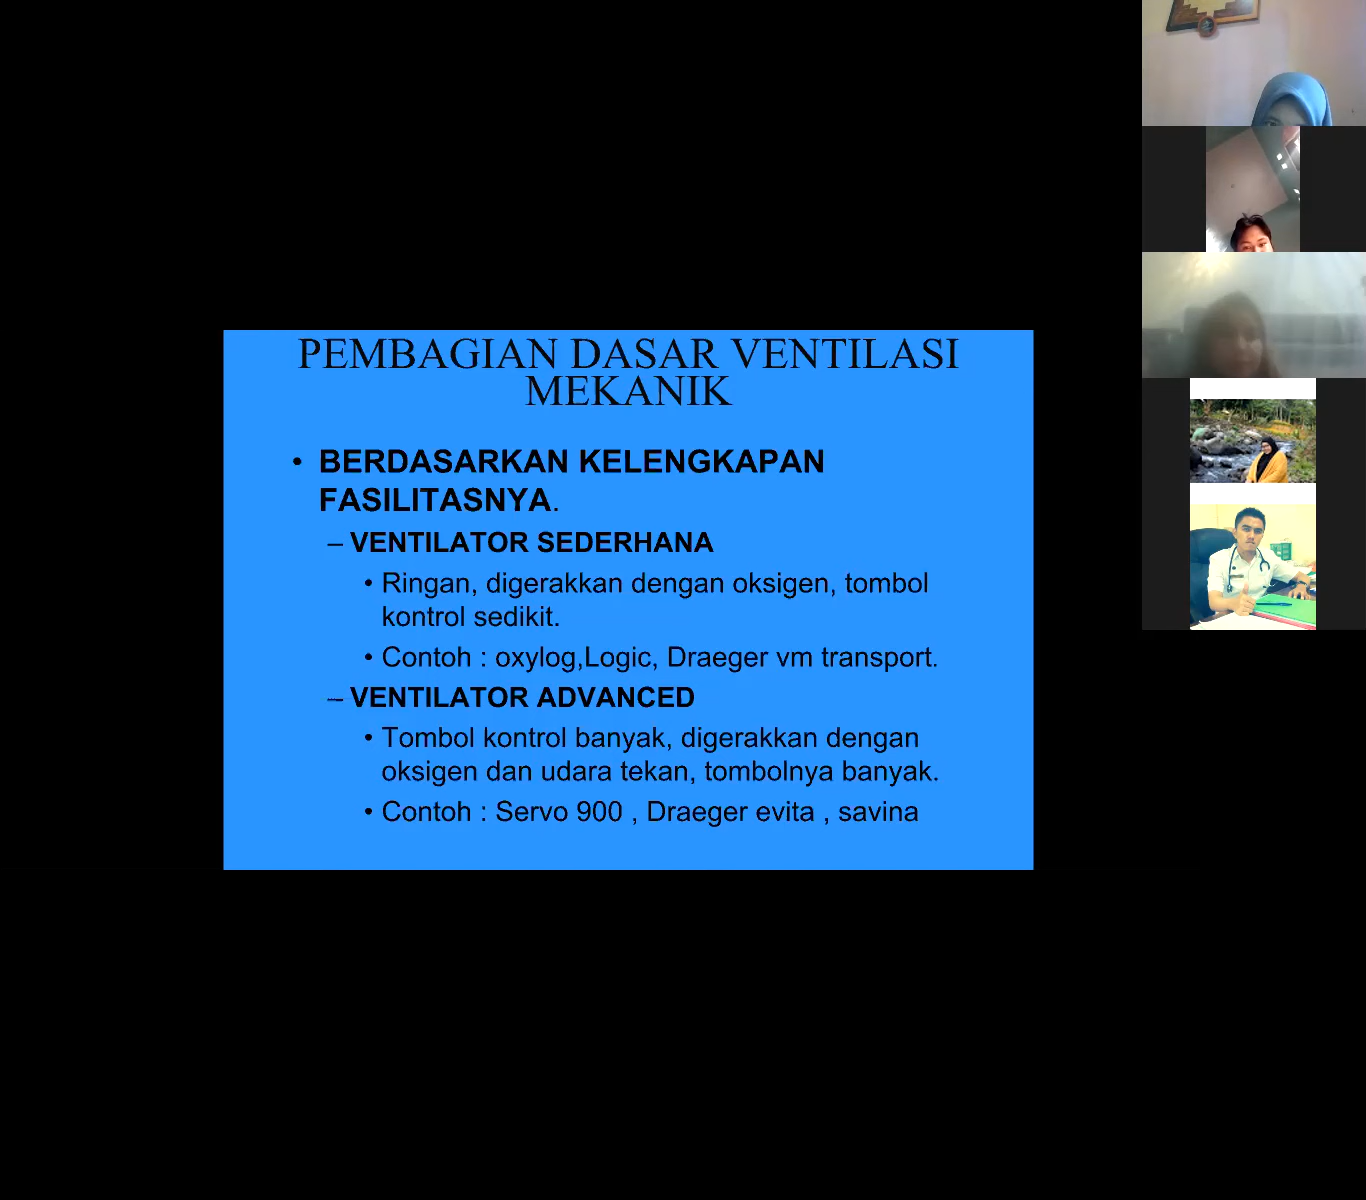 PEMBAGIAN DASAR VENTILASI
MEKANIK
• BERDASARKAN KELENGKAPAN
FASILITASNYA.
– VENTILATOR SEDERHANA
• Ringan, digerakkan dengan oksigen, tombol
kontrol sedikit.
• Contoh : oxylog,Logic, Draeger vm transport.
– VENTILATOR ADVANCED
• Tombol kontrol banyak, digerakkan dengan
oksigen dan udara tekan, tombolnya banyak.
• Contoh : Servo 900 , Draeger evita , savina